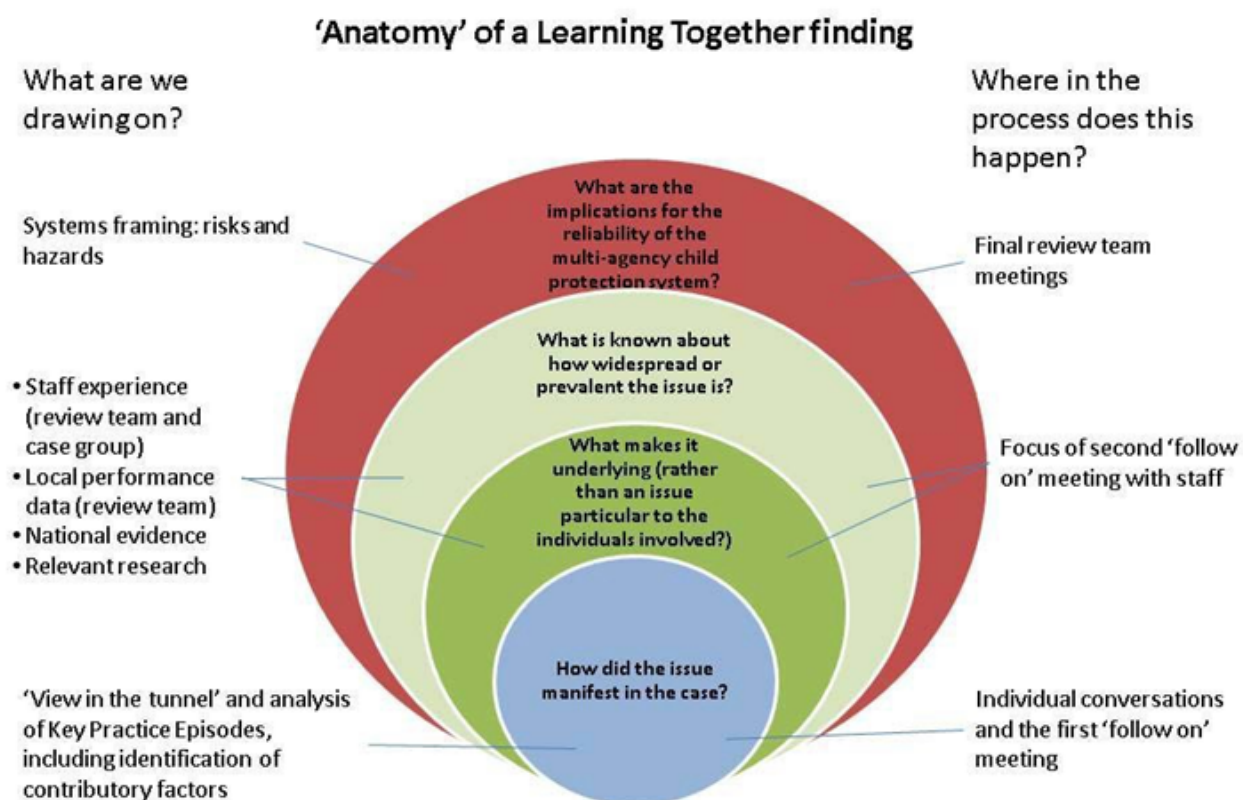 ‘Anatomy’ of a Learning Together finding
What are we
drawing on?
Where in the
process does this
happen?
Systems framing: risks and
hazards
What are the
implications for the
reliability of the
multi-agency child
protection system?
Final review team
meetings
What is known about
how widespread or
prevalent the issue is?
• Staff experience
(review team and
case group)
• Local performance
data (review team)
• National evidence
• Relevant research
What makes it
underlying (rather
than an issue
particular to the
individuals involved?)
Focus of second ‘follow
on’ meeting with staff
‘View in the tunnel’ and analysis
of Key Practice Episodes,
including identification of
contributory factors
How did the issue
manifest in the case?
Individual conversations
and the first ‘follow on’
meeting